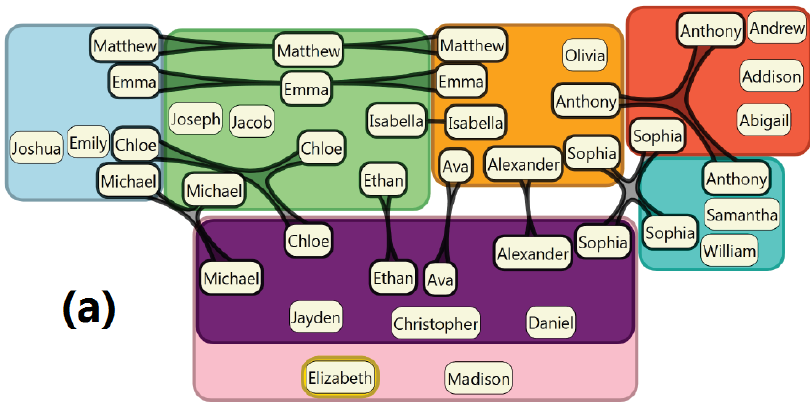 Matthew
Matthew
Matthew
Anthony
Andrew
Olivia
Emma
Emma
Emma
Addison
Anthony
Joseph
Jacob
Isabella
Isabella
Abigail
Joshua
Emily
Chloe
Chloe
Sophia
Sophia
Ava
Alexander
Michael
Michael
Ethan
Anthony
Samantha
Chloe
Sophia
Sophia
William
Michael
Ethan
Ava
Alexander
(a)
Jayden
Christopher
Daniel
Elizabeth
Madison